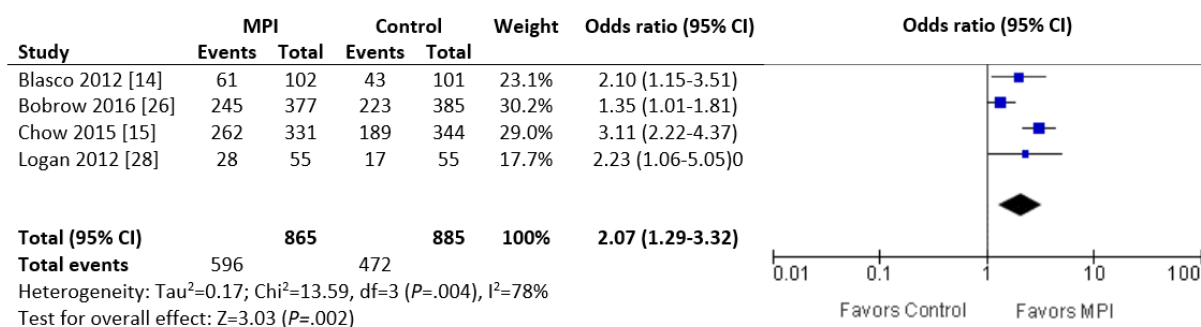 MPI Control Weight Odds ratio (95% CI) Odds ratio (95% CI)
Study Events Total Events Total
Blasco 2012 [14] 61 102 43 101 23.1% 2.10 (1.15-3.51)
Bobrow 2016 [26] 245 377 223 385 30.2% 1.35 (1.01-1.81)
Chow 2015 [15] 262 331 189 344 29.0% 3.11 (2.22-4.37)
Logan 2012 [28] 28 55 17 55 17.7% 2.23 (1.06-5.05)0
Total (95% CI) 865 885 100% 2.07 (1.29-3.32)
Total events 596 472
Heterogeneity: Tau²=0.17; Chi²=13.59, df=3 (P=.004), I²=78%
Test for overall effect: Z=3.03 (P=.002)
0.01 0.1 1 10 100
Favors Control Favors MPI